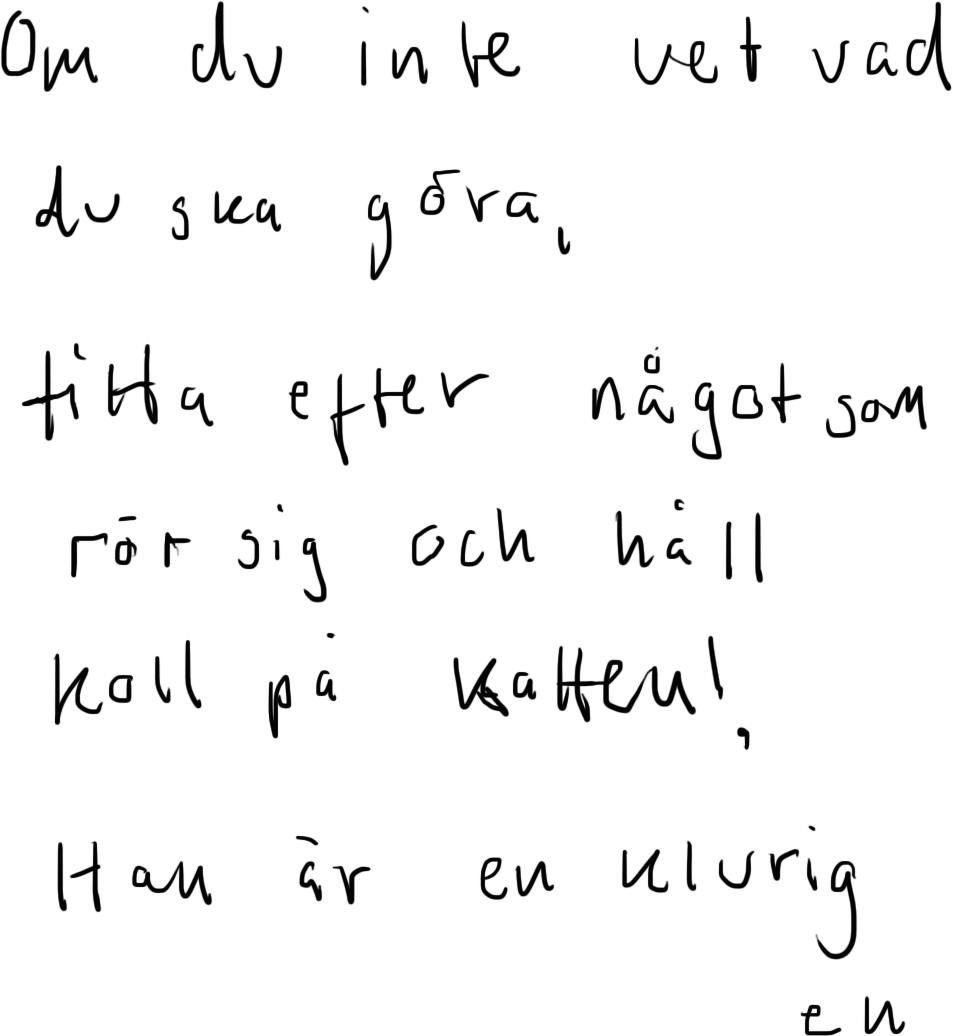 Om du inte vet vad
du ska göra,
titta efter något som
rör sig och håll
koll på katten!
Han är en klurig
en